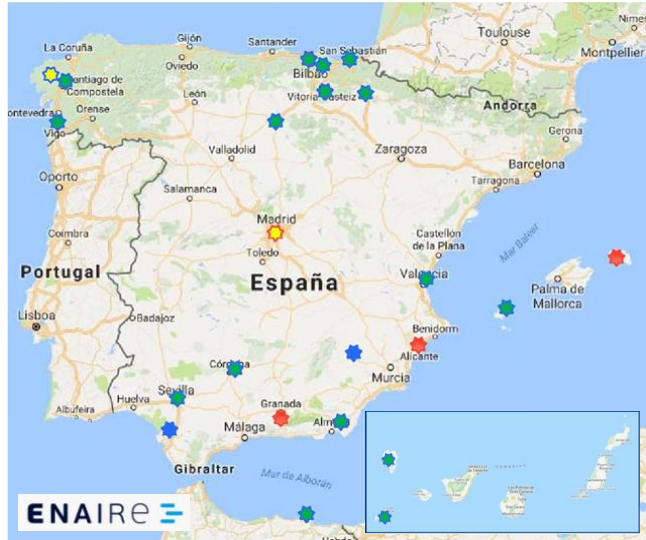 La Coruña
Gijón
Santander
San Sebastián
Toulouse
Nimes
Montpellier
Santiago de
Compostela
Oviedo
Bilbao
León
Vitoria-Gasteiz
Andorra
Pontevedra
Orense
Vigo
Gerona
Valladolid
Zaragoza
Barcelona
Oporto
Salamanca
Tarragona
Madrid
Castellón
de la Plana
Mar Balear
Coimbra
Toledo
Portugal
España
Valencia
Palma de
Mallorca
Lisboa
Badajoz
Benidorm
Alicante
Córdoba
Murcia
Sevilla
Albufeira
Huelva
Granada
Málaga
Gibraltar
Mar de Alborán
ENAIRE